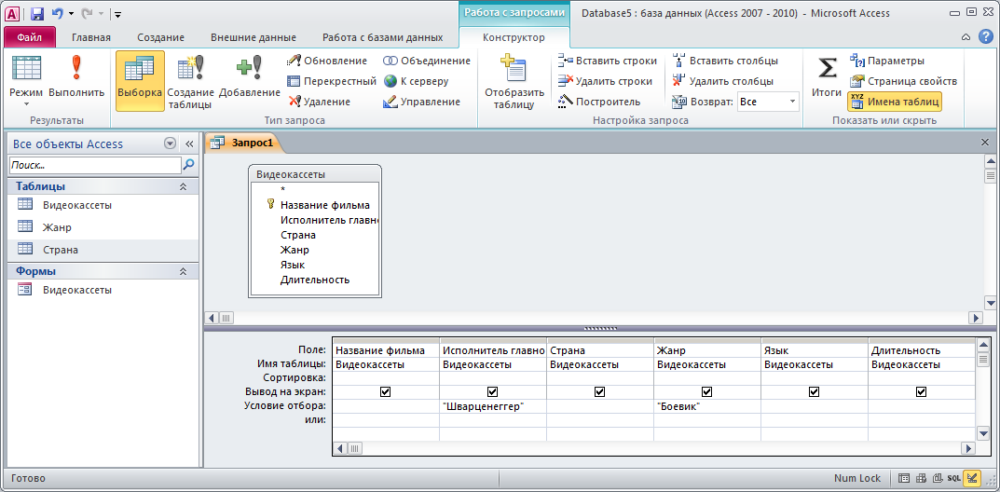 Работа с запросами
Database5 : база данных (Access 2007 - 2010) - Microsoft Access
Файл Главная Создание Внешние данные Работа с базами данных Конструктор
Режим Выполнить
Результаты
Выборка Создание таблицы Добавление
Обновление Объединение
Перекрестный К серверу
Удаление Управление
Тип запроса
Отобразить таблицу
Вставить строки Вставить столбцы
Удалить строки Удалить столбцы
Построитель Возврат: Все
Настройка запроса
Итоги
Параметры
Страница свойств
XYZ Имена таблиц
Показать или скрыть
Все объекты Access
Поиск...
Таблицы
Видеокассеты
Жанр
Страна
Формы
Видеокассеты
Запрос1
Видеокассеты
*
Название фильма
Исполнитель главно
Страна
Жанр
Язык
Длительность
Поле: Название фильма Исполнитель главно Страна Жанр Язык Длительность
Имя таблицы: Видеокассеты Видеокассеты Видеокассеты Видеокассеты Видеокассеты Видеокассеты
Сортировка:
Вывод на экран:
Условие отбора: "Шварценеггер" "Боевик"
или:
Готово
Num Lock SQL